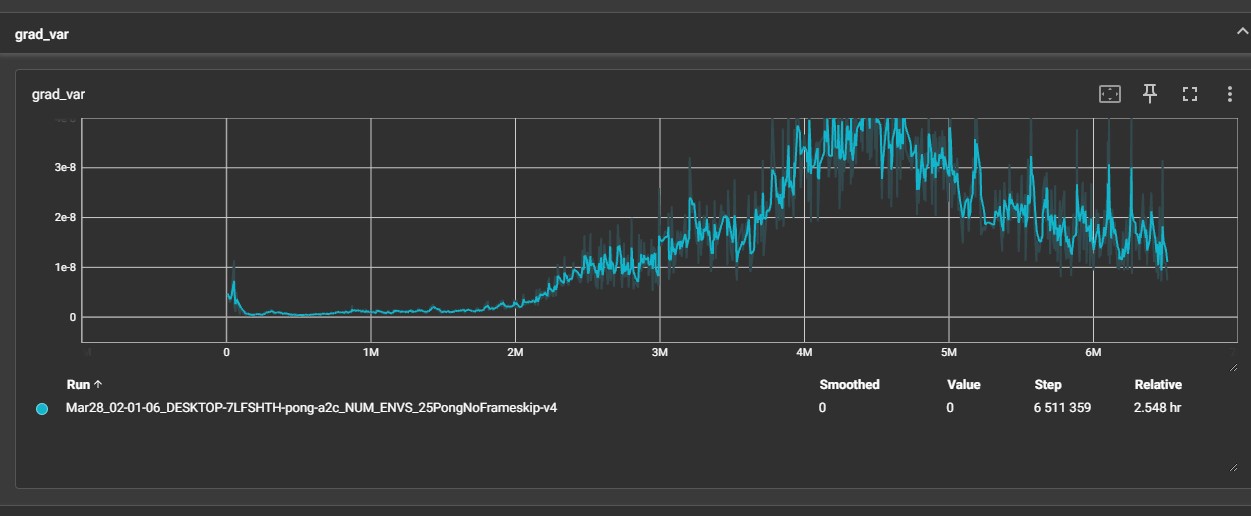 grad_var
grad_var
3e-8
2e-8
1e-8
0
0 1M 2M 3M 4M 5M 6M
Run ↑ Smoothed Value Step Relative
Mar28_02-01-06_DESKTOP-7LFSHTH-pong-a2c_NUM_ENVS_25PongNoFrameskip-v4 0 0 6 511 359 2.548 hr